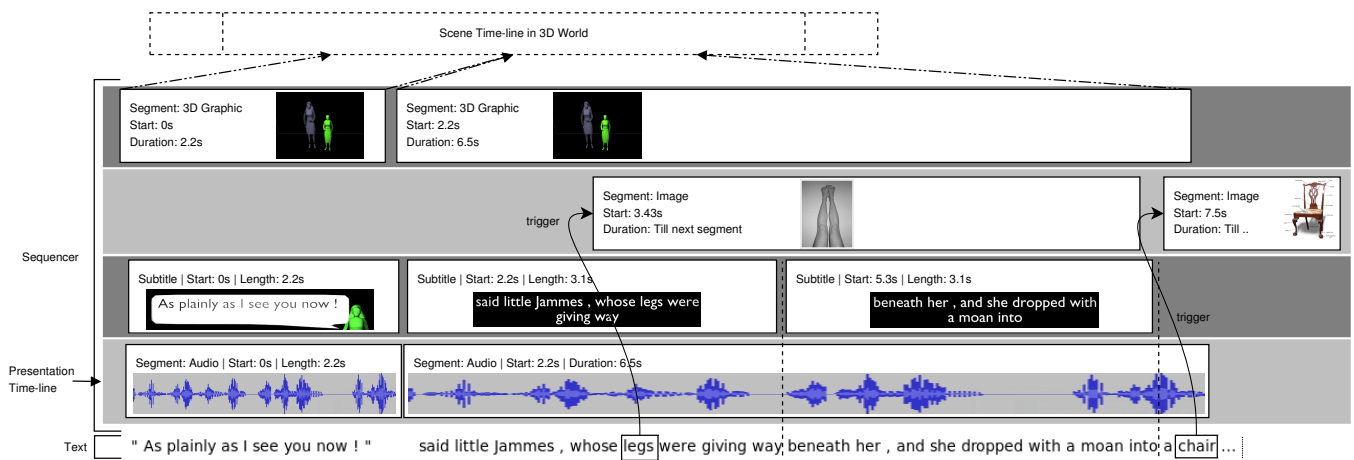 Scene Time-line in 3D World
Segment: 3D Graphic
Start: 0s
Duration: 2.2s
Segment: 3D Graphic
Start: 2.2s
Duration: 6.5s
Segment: Image
Start: 3.43s
Duration: Till next segment
Segment: Image
Start: 7.5s
Duration: Till ..
trigger
Sequencer
Subtitle | Start: 0s | Length: 2.2s
As plainly as I see you now !
Subtitle | Start: 2.2s | Length: 3.1s
said little Jammes , whose legs were
giving way
Subtitle | Start: 5.3s | Length: 3.1s
beneath her , and she dropped with
a moan into
trigger
Presentation
Time-line
Segment: Audio | Start: 0s | Length: 2.2s
Segment: Audio | Start: 2.2s | Duration: 6.5s
Text
" As plainly as I see you now ! " said little Jammes , whose legs were giving way beneath her , and she dropped with a moan into a chair ...